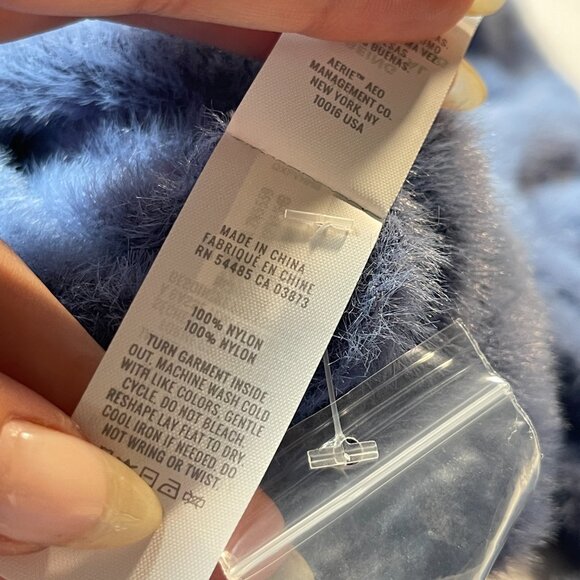 AERIE™ AEO
MANAGEMENT CO.
NEW YORK, NY
10016 USA
MADE IN CHINA
FABRIQUÉ EN CHINE
RN 54485 CA 03813
100% NYLON
100% NYLON
TURN GARMENT INSIDE
OUT. MACHINE WASH COLD
WITH LIKE COLORS, GENTLE
CYCLE. DO NOT BLEACH.
RESHAPE LAY FLAT TO DRY.
COOL IRON IF NEEDED. DO
NOT WRING OR TWIST